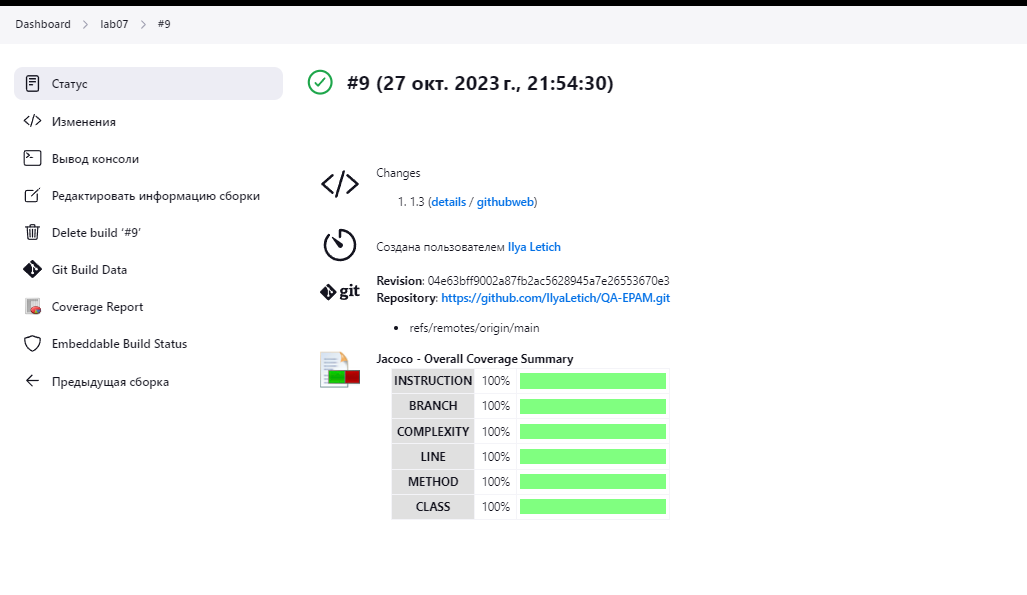 Dashboard > lab07 > #9
Статус
Изменения
Вывод консоли
Редактировать информацию сборки
Delete build ‘#9’
Git Build Data
Coverage Report
Embeddable Build Status
Предыдущая сборка
#9 (27 окт. 2023 г., 21:54:30)
Changes
1. 1.3 (details / githubweb)
Создана пользователем Ilya Letich
git
Revision: 04e63bff9002a87fb2ac5628945a7e26553670e3
Repository: https://github.com/IlyaLetich/QA-EPAM.git
• refs/remotes/origin/main
Jacoco - Overall Coverage Summary
INSTRUCTION 100%
BRANCH 100%
COMPLEXITY 100%
LINE 100%
METHOD 100%
CLASS 100%